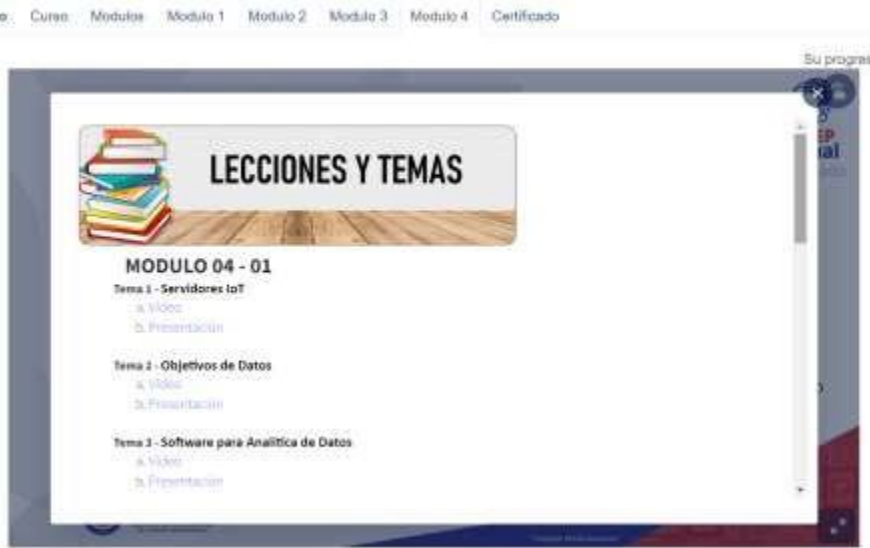 Curso Modulos Modulo 1 Modulo 2 Modulo 3 Modulo 4 Certificado
Su progres
LECCIONES Y TEMAS
MODULO 04 - 01
Tema 1 - Servidores IoT
a. Video
b. Presentación
Tema 2 - Objetivos de Datos
a. Video
b. Presentación
Tema 3 - Software para Analítica de Datos
a. Video
b. Presentación